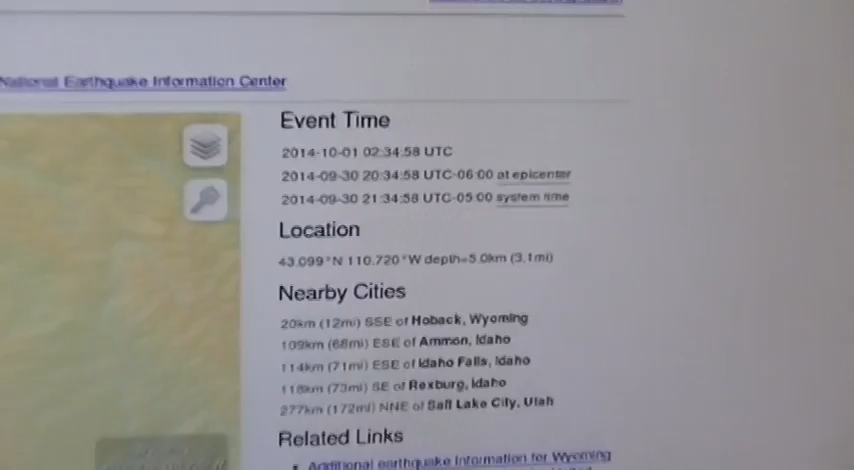 National Earthquake Information Center
Event Time
2014-10-01 02:34:58 UTC
2014-09-30 20:34:58 UTC-06:00 at epicenter
2014-09-30 21:34:58 UTC-05:00 system time
Location
43.099°N 110.720°W depth=5.0km (3.1mi)
Nearby Cities
20km (12mi) SSE of Hoback, Wyoming
109km (68mi) ESE of Ammon, Idaho
114km (71mi) ESE of Idaho Falls, Idaho
118km (73mi) SE of Rexburg, Idaho
277km (172mi) NNE of Salt Lake City, Utah
Related Links
Additional earthquake information for Wyoming